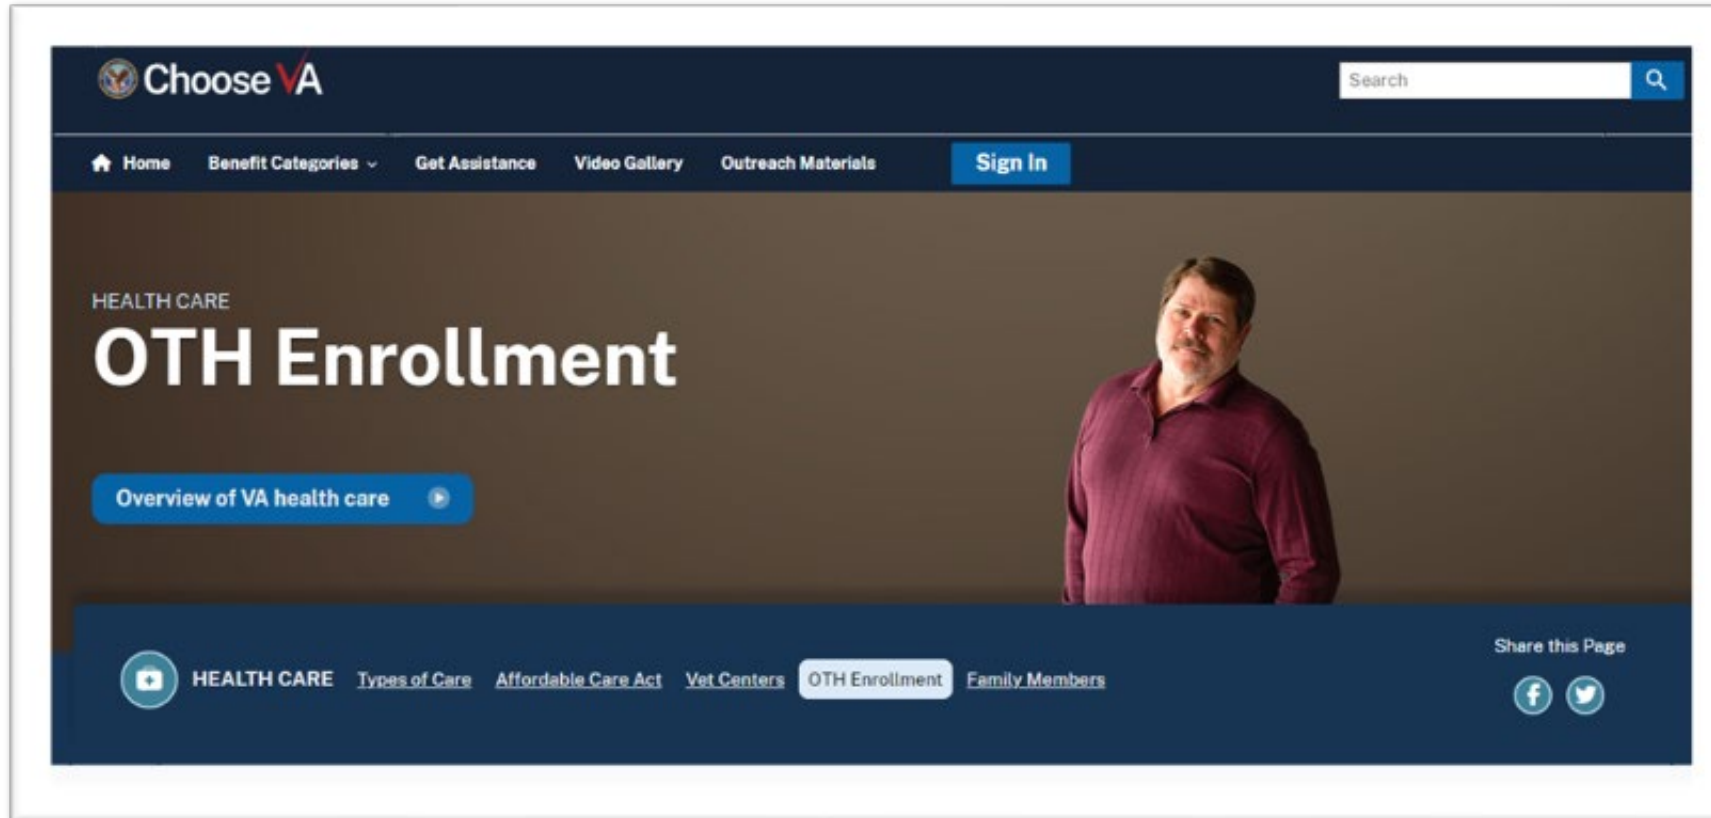 Choose VA
Search
Home Benefit Categories Get Assistance Video Gallery Outreach Materials Sign In
HEALTH CARE
OTH Enrollment
Overview of VA health care
Share this Page
HEALTH CARE Types of Care Affordable Care Act Vet Centers OTH Enrollment Family Members